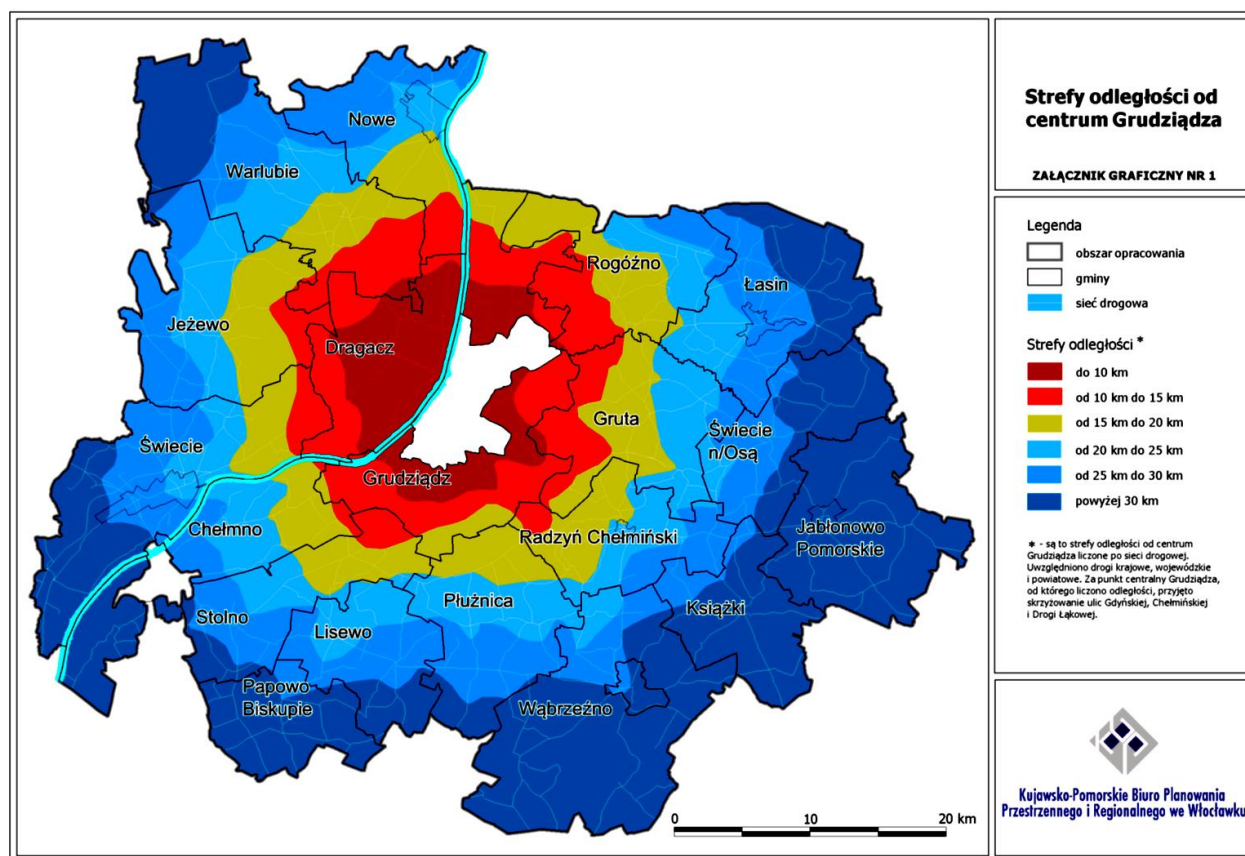 Strefy odległości od
centrum Grudziądza
ZAŁĄCZNIK GRAFICZNY NR 1
Legenda
obszar opracowania
gminy
sieć drogowa
Strefy odległości *
do 10 km
od 10 km do 15 km
od 15 km do 20 km
od 20 km do 25 km
od 25 km do 30 km
powyżej 30 km
* - są to strefy odległości od centrum
Grudziądza liczone po sieci drogowej.
Uwzględniono drogi krajowe, wojewódzkie
i powiatowe. Za punkt centralny Grudziądza,
od którego liczono odległości, przyjęto
skrzyżowanie ulic Gdyńskiej, Chełmińskiej
i Drogi Łąkowej.
Kujawsko-Pomorskie Biuro Planowania
Przestrzennego i Regionalnego we Włocławku
Nowe
Warlubie
Rogóźno
Łasin
Jeżewo
Dragacz
Gruta
Świecie
n/Osą
Świecie
Grudziądz
Chełmno
Radzyń Chełmiński
Jabłonowo
Pomorskie
Płużnica
Książki
Stolno
Lisewo
Papowo
Biskupie
Wąbrzeźno
0 10 20 km